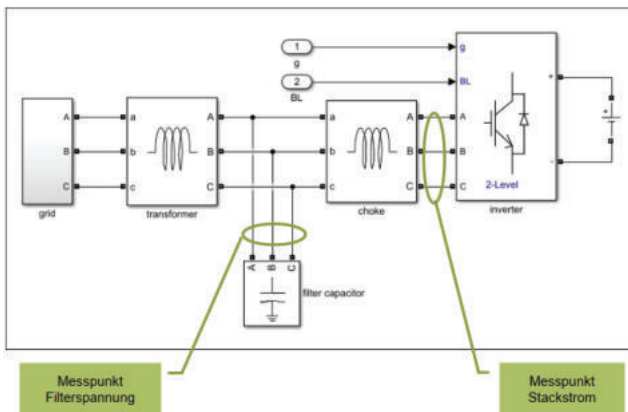 1
g
2
BL
g
BL
A
B
C
a
b
c
A
B
C
a
b
c
A
B
C
A
B
C
+
-
+
2-Level
grid
transformer
choke
inverter
A
B
C
filter capacitor
Messpunkt
Filterspannung
Messpunkt
Stackstrom